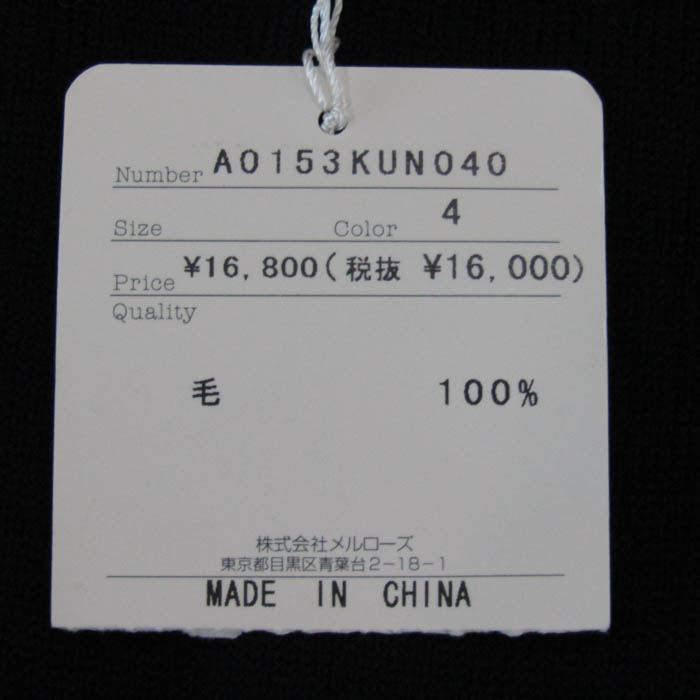 Number A0153KUN040
Size Color 4
Price ¥16,800(税抜 ¥16,000)
Quality
毛 100%
株式会社メルローズ
東京都目黒区青葉台2-18-1
MADE IN CHINA